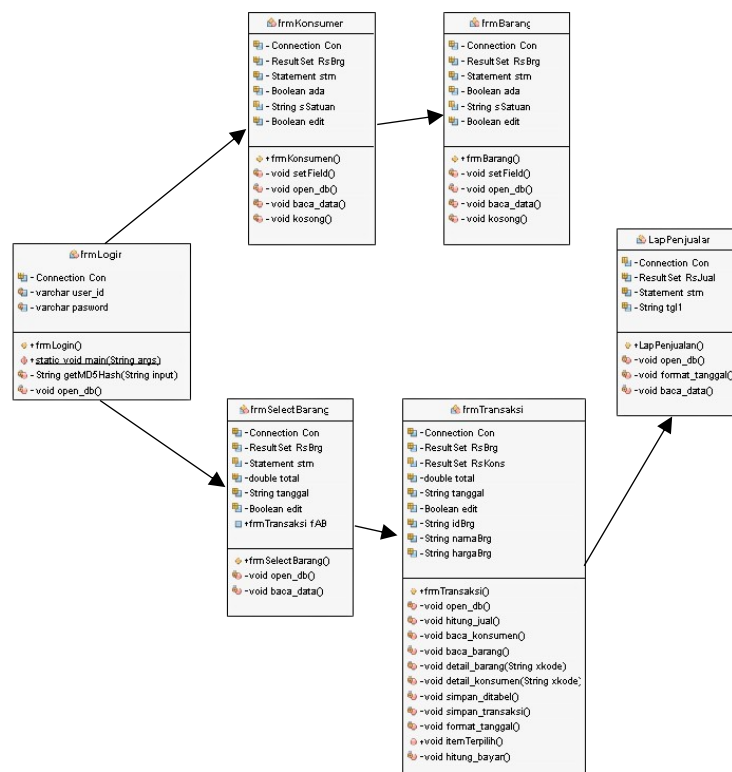 frmKonsumer
- Connection Con
- ResultSet RsBrg
- Statement stm
- Boolean ada
- String sSatuan
- Boolean edit
+frmKonsumen()
- void setField()
- void open_db()
- void baca_data()
- void kosong()
frmBarang
- Connection Con
- ResultSet RsBrg
- Statement stm
- Boolean ada
- String sSatuan
- Boolean edit
+frmBarang()
- void setField()
- void open_db()
- void baca_data()
- void kosong()
frmLogin
- Connection Con
- varchar user_id
- varchar pasword
+frmLogin()
+static void main(String args)
- String getMD5Hash(String input)
- void open_db()
LapPenjualar
-Connection Con
-ResultSet RsJual
-Statement stm
-String tgl1
+LapPenjualan()
-void open_db()
-void format_tanggal()
-void baca_data()
frmSelectBarang
-Connection Con
-ResultSet RsBrg
-Statement stm
-double total
-String tanggal
-Boolean edit
+frmTransaksi fAB
+frmSelectBarang()
-void open_db()
-void baca_data()
frmTransaksi
-Connection Con
-ResultSet RsBrg
-ResultSet RsKons
-double total
-String tanggal
-Boolean edit
-String idBrg
-String namaBrg
-String hargaBrg
+frmTransaksi()
-void open_db()
-void hitung_jual()
-void baca_konsumen()
-void baca_barang()
-void detail_barang(String xkode)
-void detail_konsumen(String xkode)
-void simpan_ditabel()
-void simpan_transaksi()
-void format_tanggal()
+void itemTerpilih()
-void hitung_bayar()